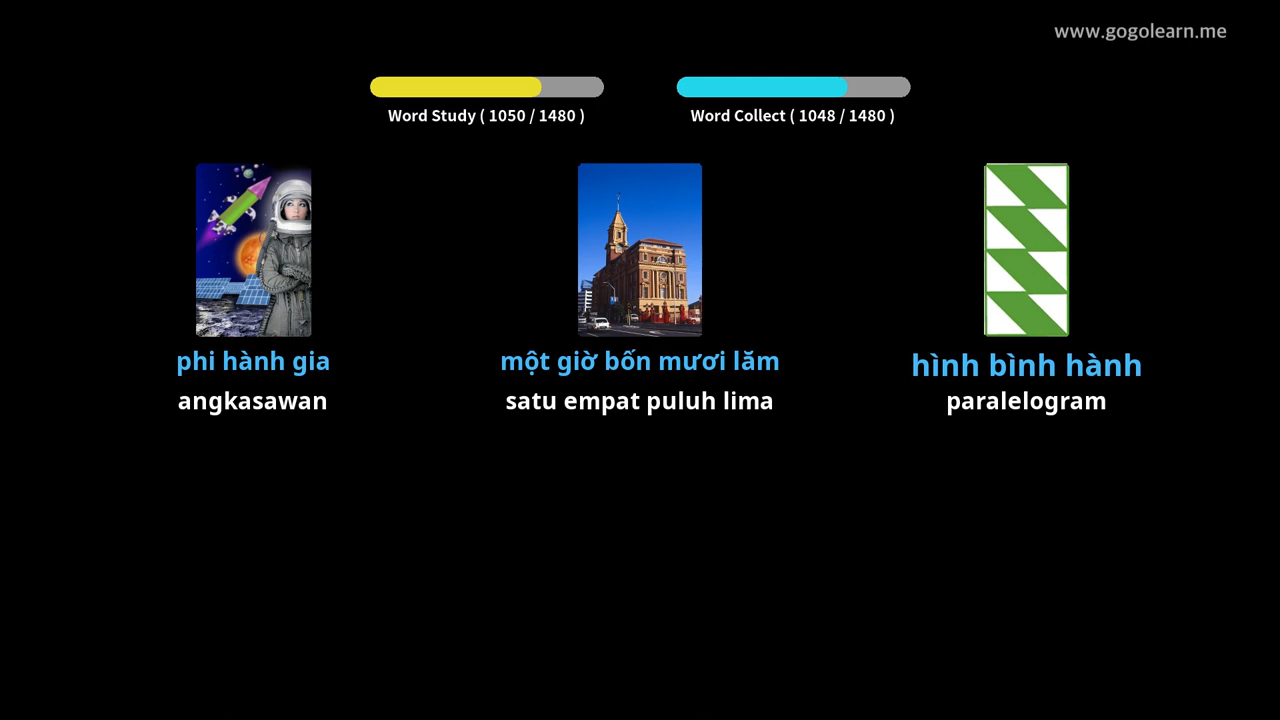 www.gogolearn.me
Word Study ( 1050 / 1480 )
Word Collect ( 1048 / 1480 )
phi hành gia
một giờ bốn mươi lăm
hình bình hành
angkasawan
satu empat puluh lima
paralelogram